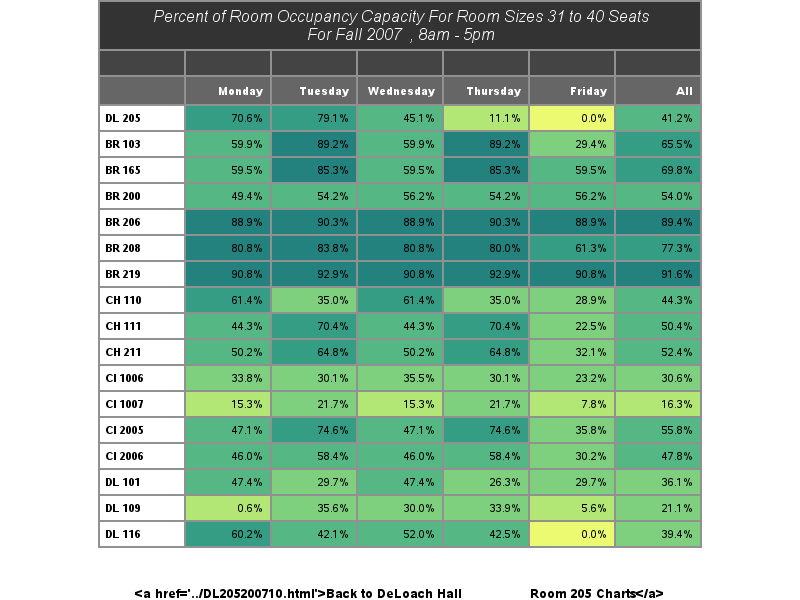 Percent of Room Occupancy Capacity For Room Sizes 31 to 40 Seats
For Fall 2007 , 8am - 5pm
Monday Tuesday Wednesday Thursday Friday All
DL 205 70.6% 79.1% 45.1% 11.1% 0.0% 41.2%
BR 103 59.9% 89.2% 59.9% 89.2% 29.4% 65.5%
BR 165 59.5% 85.3% 59.5% 85.3% 59.5% 69.8%
BR 200 49.4% 54.2% 56.2% 54.2% 56.2% 54.0%
BR 206 88.9% 90.3% 88.9% 90.3% 88.9% 89.4%
BR 208 80.8% 83.8% 80.8% 80.0% 61.3% 77.3%
BR 219 90.8% 92.9% 90.8% 92.9% 90.8% 91.6%
CH 110 61.4% 35.0% 61.4% 35.0% 28.9% 44.3%
CH 111 44.3% 70.4% 44.3% 70.4% 22.5% 50.4%
CH 211 50.2% 64.8% 50.2% 64.8% 32.1% 52.4%
CI 1006 33.8% 30.1% 35.5% 30.1% 23.2% 30.6%
CI 1007 15.3% 21.7% 15.3% 21.7% 7.8% 16.3%
CI 2005 47.1% 74.6% 47.1% 74.6% 35.8% 55.8%
CI 2006 46.0% 58.4% 46.0% 58.4% 30.2% 47.8%
DL 101 47.4% 29.7% 47.4% 26.3% 29.7% 36.1%
DL 109 0.6% 35.6% 30.0% 33.9% 5.6% 21.1%
DL 116 60.2% 42.1% 52.0% 42.5% 0.0% 39.4%
<a href='../DL205200710.html'>Back to DeLoach Hall Room 205 Charts</a>